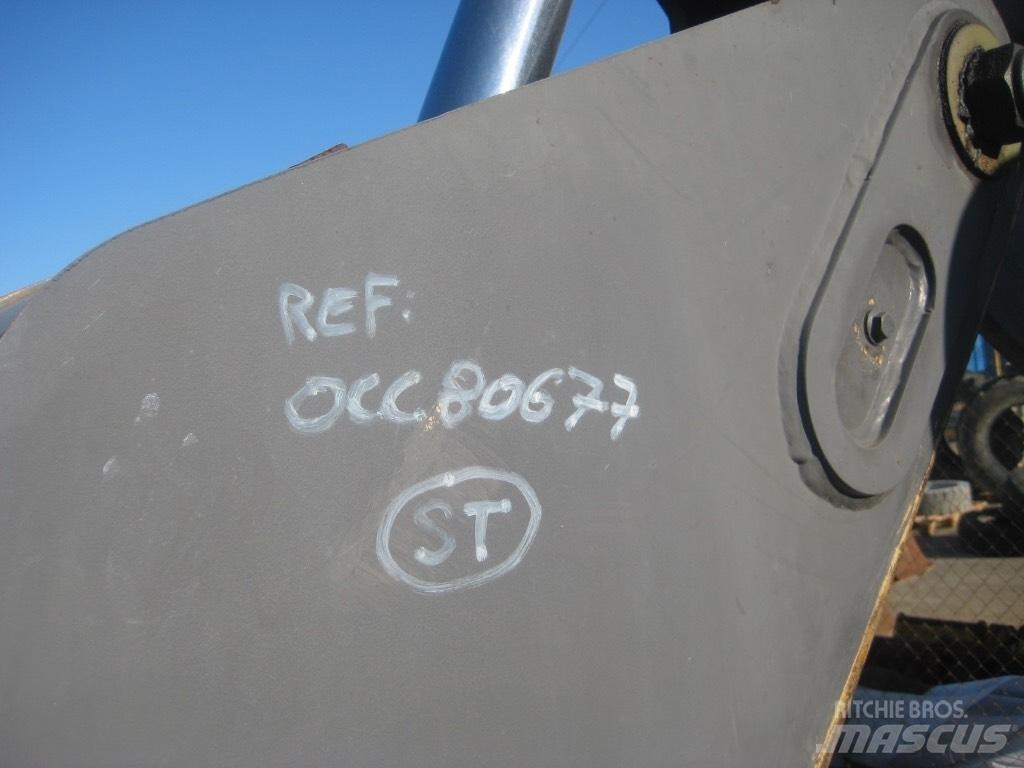 REF:
OCC80677
ST
RITCHIE BROS.
MASCUS